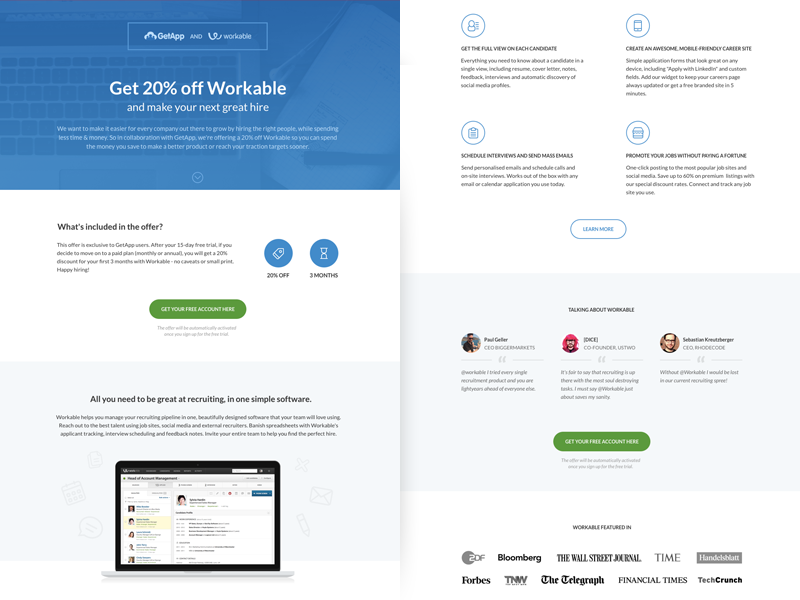 GetApp AND workable
Get 20% off Workable
and make your next great hire
We want to make it easier for every company out there to grow by hiring the right people, while spending
less time & money. So in collaboration with GetApp, we're offering a 20% off Workable so you can spend
the money you save to make a better product or reach your traction targets sooner.
What's included in the offer?
This offer is exclusive to GetApp users. After your 15-day free trial, if you
decide to move on to a paid plan (monthly or annual), you will get a 20%
discount for your first 3 months with Workable - no caveats or small print.
Happy hiring!
20% OFF
3 MONTHS
GET YOUR FREE ACCOUNT HERE
The offer will be automatically activated
once you sign up for the free trial.
All you need to be great at recruiting, in one simple software.
Workable helps you manage your recruiting pipeline in one, beautifully designed software that your team will love using.
Reach out to the best talent using job sites, social media and external recruiters. Banish spreadsheets with Workable's
applicant tracking, interview scheduling and feedback notes. Invite your entire team to help you find the perfect hire.
Head of Account Management
GET THE FULL VIEW ON EACH CANDIDATE
Everything you need to know about a candidate in a
single view, including resume, cover letter, notes,
feedback, interviews and automatic discovery of
social media profiles.
CREATE AN AWESOME, MOBILE-FRIENDLY CAREER SITE
Simple application forms that look great on any
device, including "Apply with LinkedIn" and custom
fields. Add our widget to keep your careers page
always updated or get a free branded site in 5
minutes.
SCHEDULE INTERVIEWS AND SEND MASS EMAILS
Send personalised emails and schedule calls and
on-site interviews. Works out of the box with any
email or calendar application you use today.
PROMOTE YOUR JOBS WITHOUT PAYING A FORTUNE
One-click posting to the most popular job sites and
social media. Save up to 60% on premium listings with
our special discount rates. Connect and track any job
site you use.
LEARN MORE
TALKING ABOUT WORKABLE
Paul Geller
CEO BIGGERMARKETS
@workable I tried every single
recruitment product and you are
lightyears ahead of everyone else.
[DICE]
CO-FOUNDER, USTWO
It's fair to say that recruiting is up
there with the most soul destroying
tasks. I must say @Workable just
about saves my sanity.
Sebastian Kreutzberger
CEO, RHODECODE
Without @Workable I would be lost
in our current recruiting spree!
GET YOUR FREE ACCOUNT HERE
The offer will be automatically activated
once you sign up for the free trial.
WORKABLE FEATURED IN
ZDF Bloomberg THE WALL STREET JOURNAL TIME Handelsblatt
Forbes TNW The Telegraph FINANCIAL TIMES TechCrunch